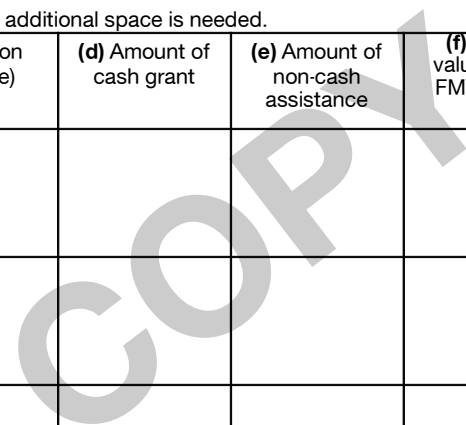 additional space is needed.
on (d) Amount of (e) Amount of (f)
e) cash grant non-cash valu
assistance FM
COPY